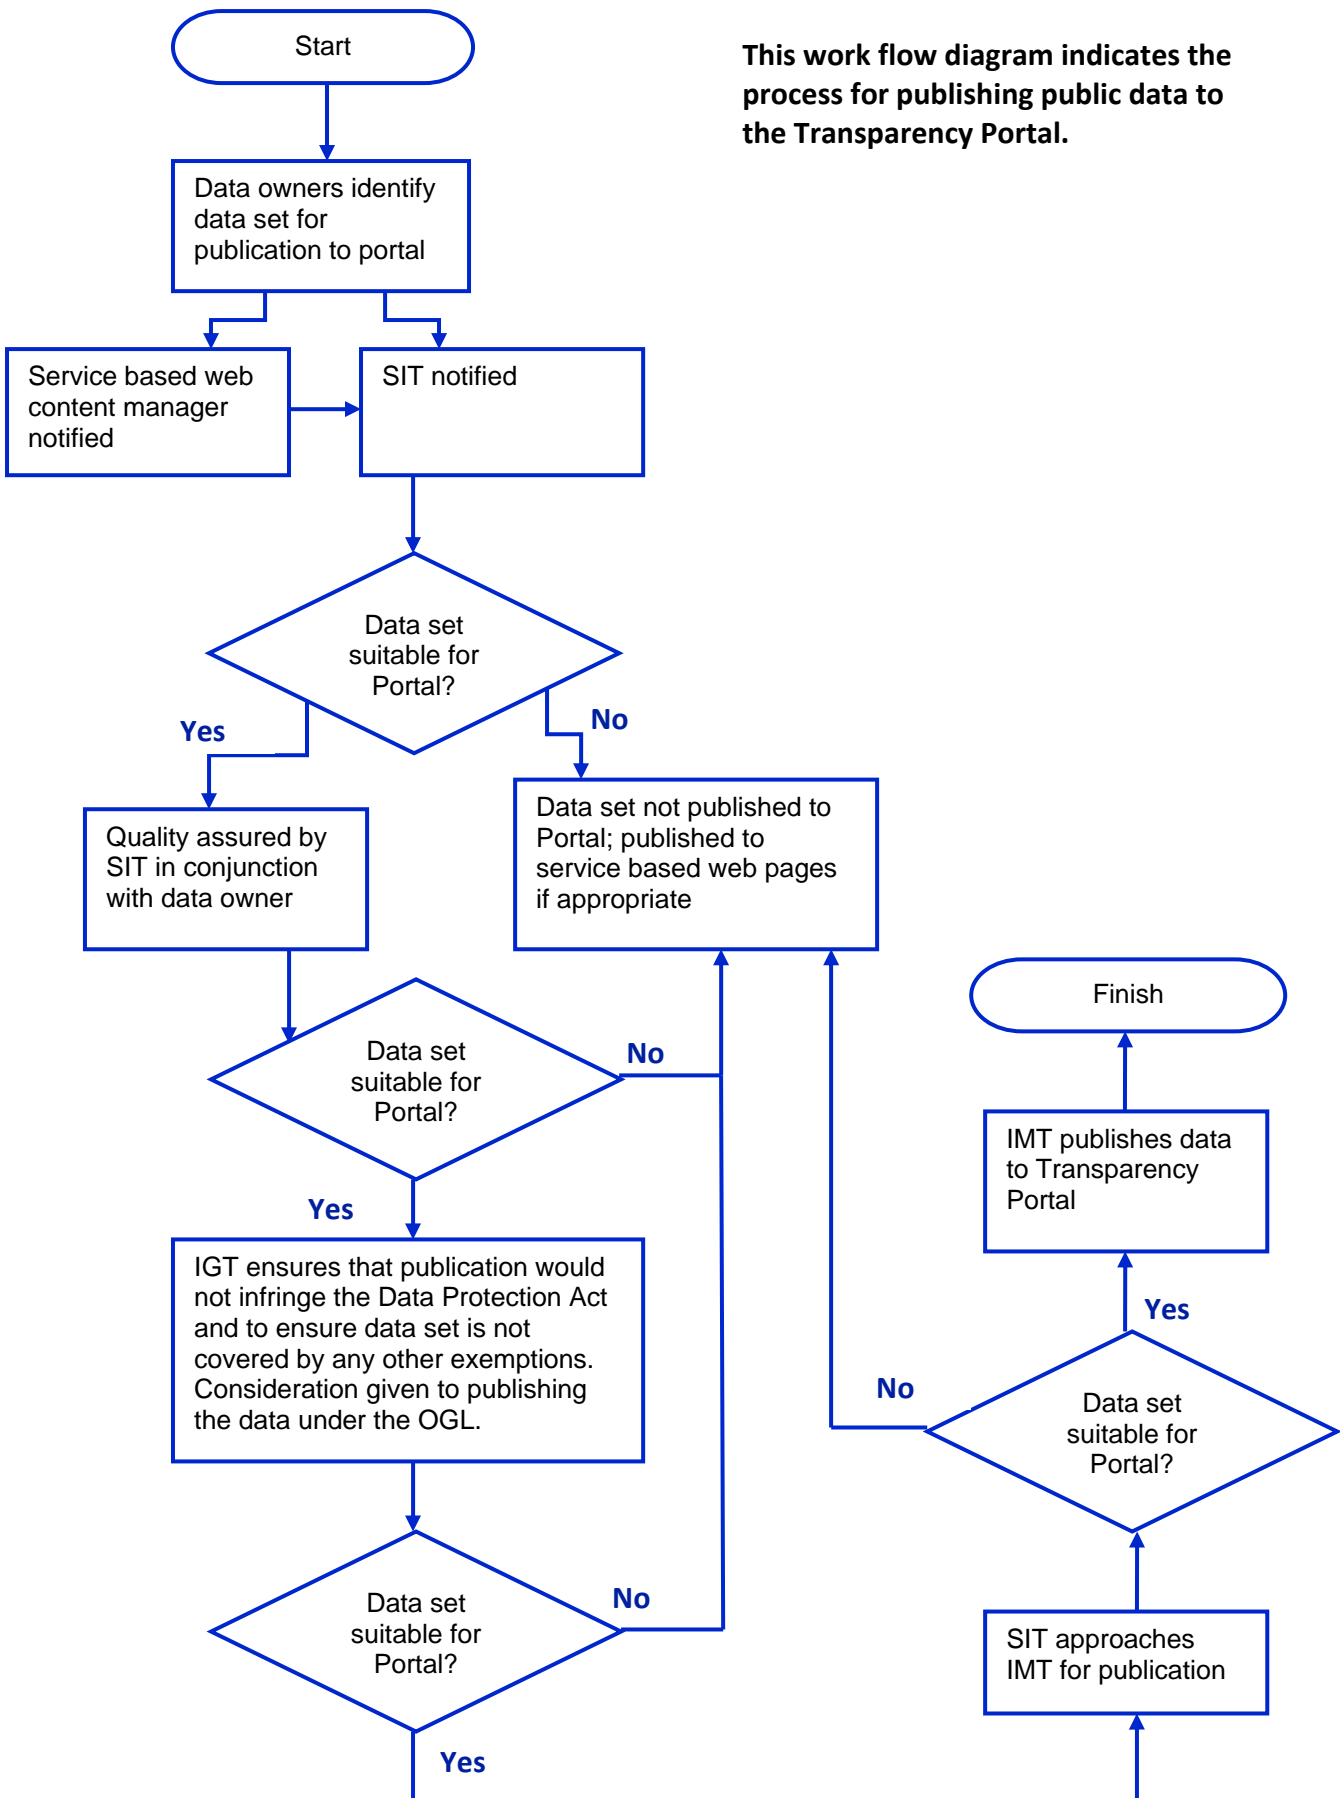 Start
This work flow diagram indicates the
process for publishing public data to
the Transparency Portal.
Data owners identify
data set for
publication to portal
Service based web
content manager
notified
SIT notified
Data set
suitable for
Portal?
Yes
No
Quality assured by
SIT in conjunction
with data owner
Data set not published to
Portal; published to
service based web pages
if appropriate
Data set
suitable for
Portal?
No
Yes
IGT ensures that publication would
not infringe the Data Protection Act
and to ensure data set is not
covered by any other exemptions.
Consideration given to publishing
the data under the OGL.
Data set
suitable for
Portal?
No
Yes
SIT approaches
IMT for publication
Data set
suitable for
Portal?
No
Yes
IMT publishes data
to Transparency
Portal
Finish